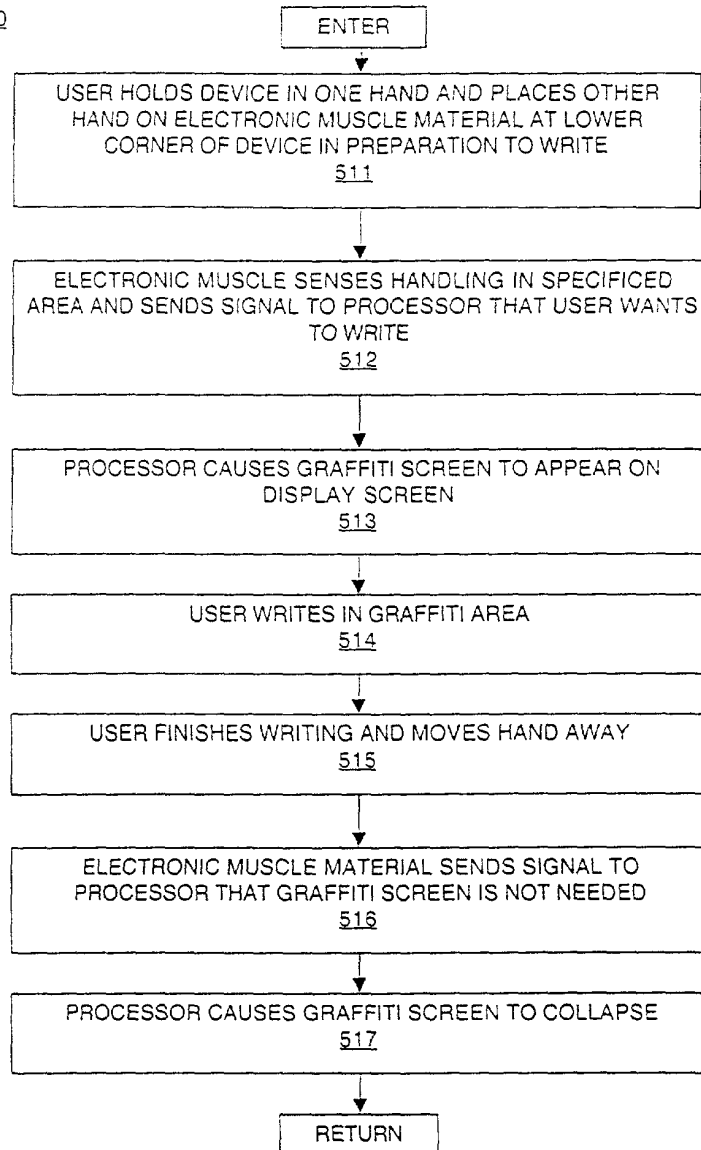 0
ENTER
USER HOLDS DEVICE IN ONE HAND AND PLACES OTHER
HAND ON ELECTRONIC MUSCLE MATERIAL AT LOWER
CORNER OF DEVICE IN PREPARATION TO WRITE
511
ELECTRONIC MUSCLE SENSES HANDLING IN SPECIFICED
AREA AND SENDS SIGNAL TO PROCESSOR THAT USER WANTS
TO WRITE
512
PROCESSOR CAUSES GRAFFITI SCREEN TO APPEAR ON
DISPLAY SCREEN
513
USER WRITES IN GRAFFITI AREA
514
USER FINISHES WRITING AND MOVES HAND AWAY
515
ELECTRONIC MUSCLE MATERIAL SENDS SIGNAL TO
PROCESSOR THAT GRAFFITI SCREEN IS NOT NEEDED
516
PROCESSOR CAUSES GRAFFITI SCREEN TO COLLAPSE
517
RETURN